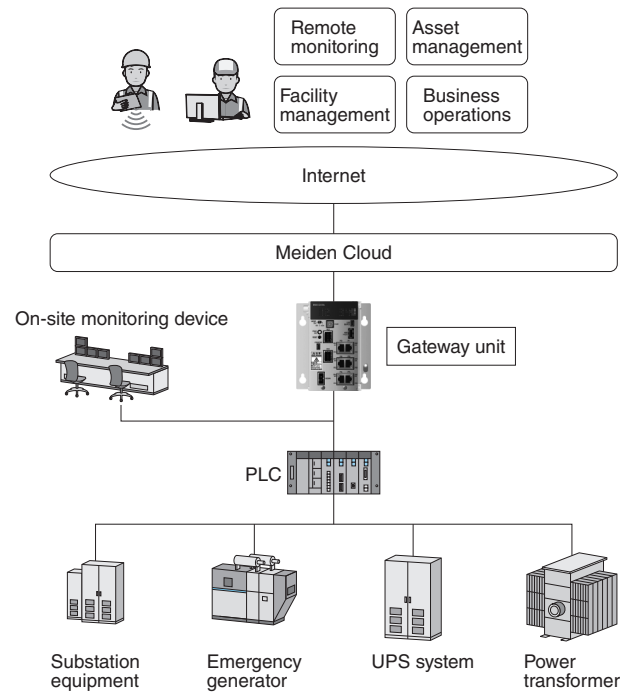 Remote
monitoring
Asset
management
Facility
management
Business
operations
Internet
Meiden Cloud
On-site monitoring device
Gateway unit
PLC
Substation
equipment
Emergency
generator
UPS system
Power
transformer